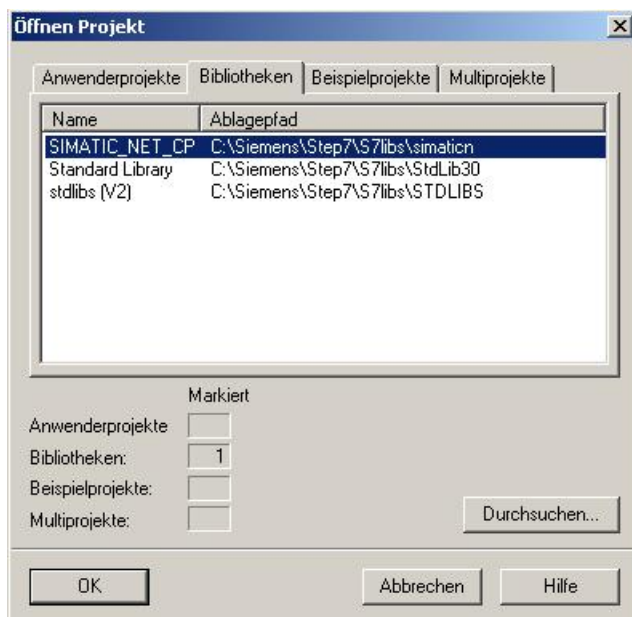 Öffnen Projekt
Anwenderprojekte Bibliotheken Beispielprojekte Multiprojekte
Name Ablagepfad
SIMATIC_NET_CP C:\Siemens\Step7\S7libs\simaticn
Standard Library C:\Siemens\Step7\S7libs\StdLib30
stdlibs (V2) C:\Siemens\Step7\S7libs\STDLIBS
Markiert
Anwenderprojekte
Bibliotheken: 1
Beispielprojekte:
Multiprojekte:
Durchsuchen...
OK Abbrechen Hilfe